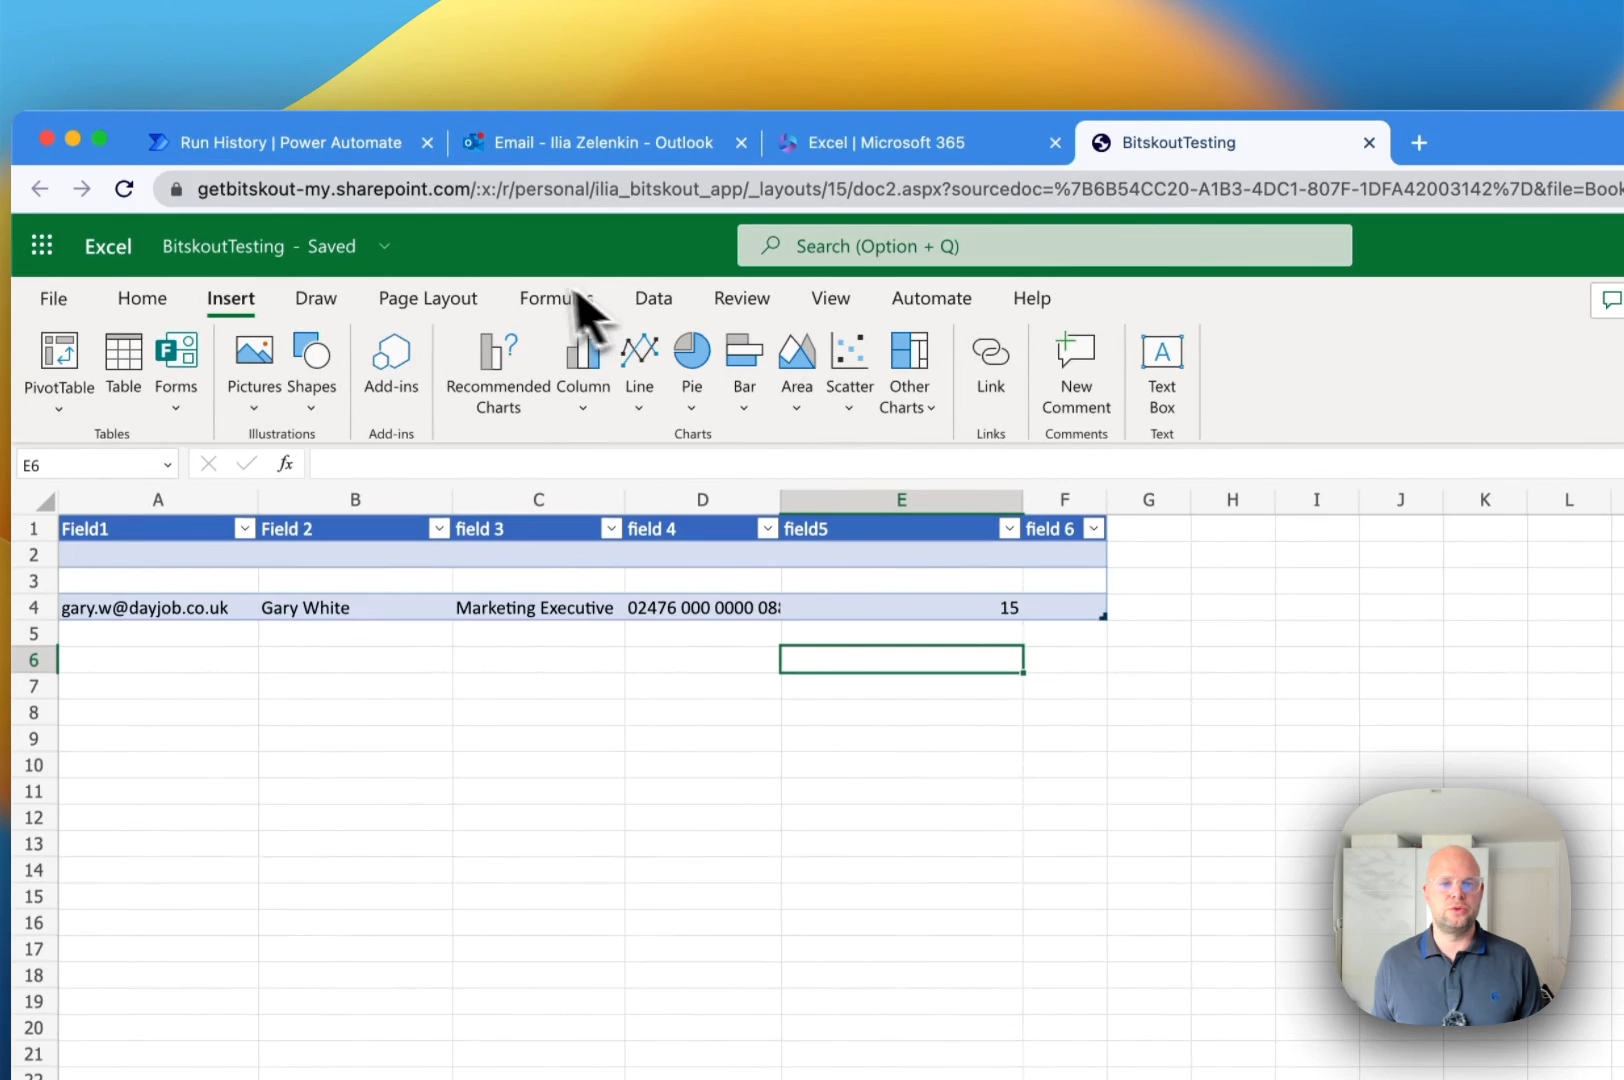 Run History | Power Automate
Email - Ilia Zelenkin - Outlook
Excel | Microsoft 365
BitskoutTesting
getbitskout-my.sharepoint.com/:x:/r/personal/ilia_bitskout_app/_layouts/15/doc2.aspx?sourcedoc=%7B6B54CC20-A1B3-4DC1-807F-1DFA42003142%7D&file=Book
Excel BitskoutTesting - Saved
Search (Option + Q)
File Home Insert Draw Page Layout Formu Data Review View Automate Help
PivotTable Table Forms Pictures Shapes Add-ins Recommended Charts Column Line Pie Bar Area Scatter Other Charts Link New Comment Text Box
Tables Illustrations Add-ins Charts Links Comments Text
E6 fx
A B C D E F G H I J K L
1 Field1 Field 2 field 3 field 4 field5 field 6
2
3
4 gary.w@dayjob.co.uk Gary White Marketing Executive 02476 000 0000 08 15
5
6
7
8
9
10
11
12
13
14
15
16
17
18
19
20
21
22